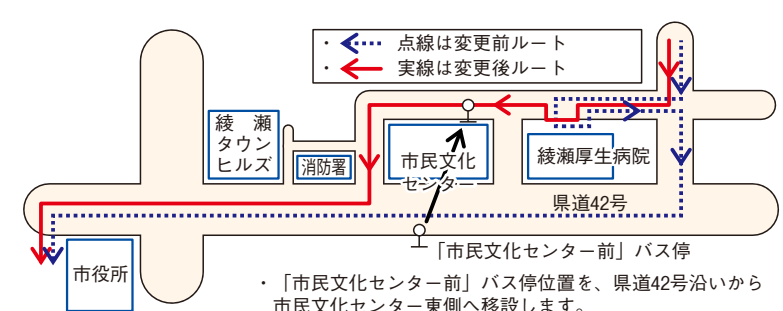 ・ 点線は変更前ルート
・ 実線は変更後ルート
綾瀬
タウン
ヒルズ
消防署
市民文化
センター
綾瀬厚生病院
県道42号
「市民文化センター前」バス停
市役所
・「市民文化センター前」バス停位置を、県道42号沿いから
市民文化センター東側へ移設します。